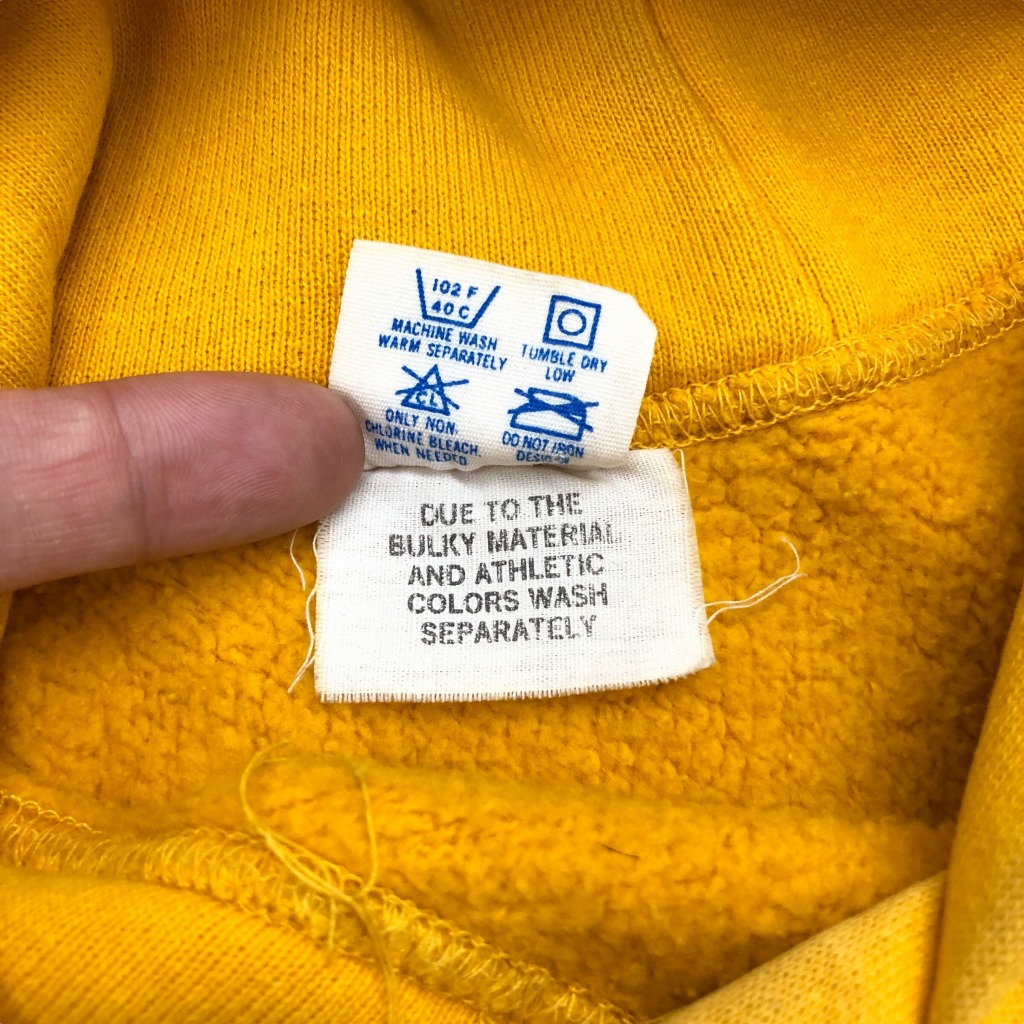 102 F
40 C
MACHINE WASH
WARM SEPARATELY
TUMBLE DRY
LOW
CL
ONLY NON
CHLORINE BLEACH,
WHEN NEEDED
DO NOT IRON
DUE TO THE
BULKY MATERIAL
AND ATHLETIC
COLORS WASH
SEPARATELY